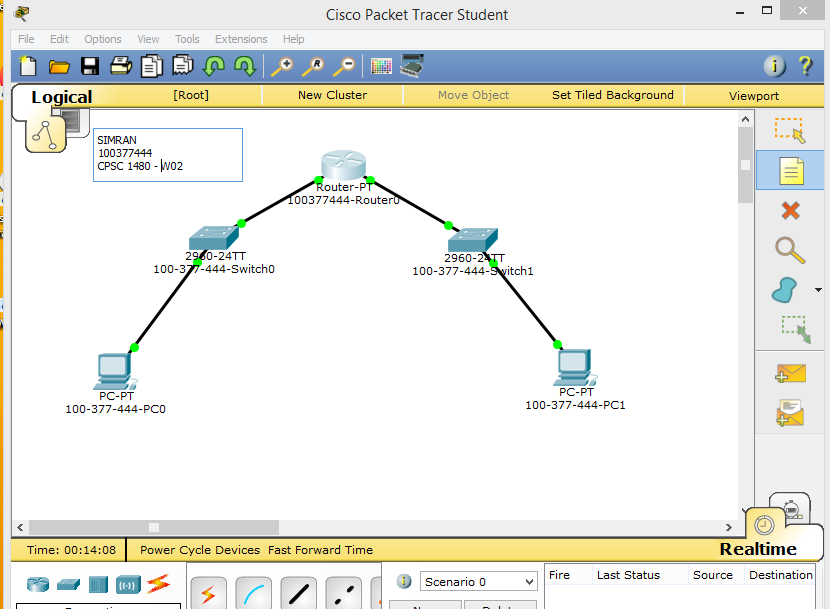 Cisco Packet Tracer Student
File Edit Options View Tools Extensions Help
Logical [Root] New Cluster Move Object Set Tiled Background Viewport
SIMRAN
100377444
CPSC 1480 - W02
Router-PT
100377444-Router0
2960-24TT
100-377-444-Switch0
2960-24TT
100-377-444-Switch1
PC-PT
100-377-444-PC0
PC-PT
100-377-444-PC1
Time: 00:14:08 Power Cycle Devices Fast Forward Time
Realtime
Scenario 0
Fire Last Status Source Destination